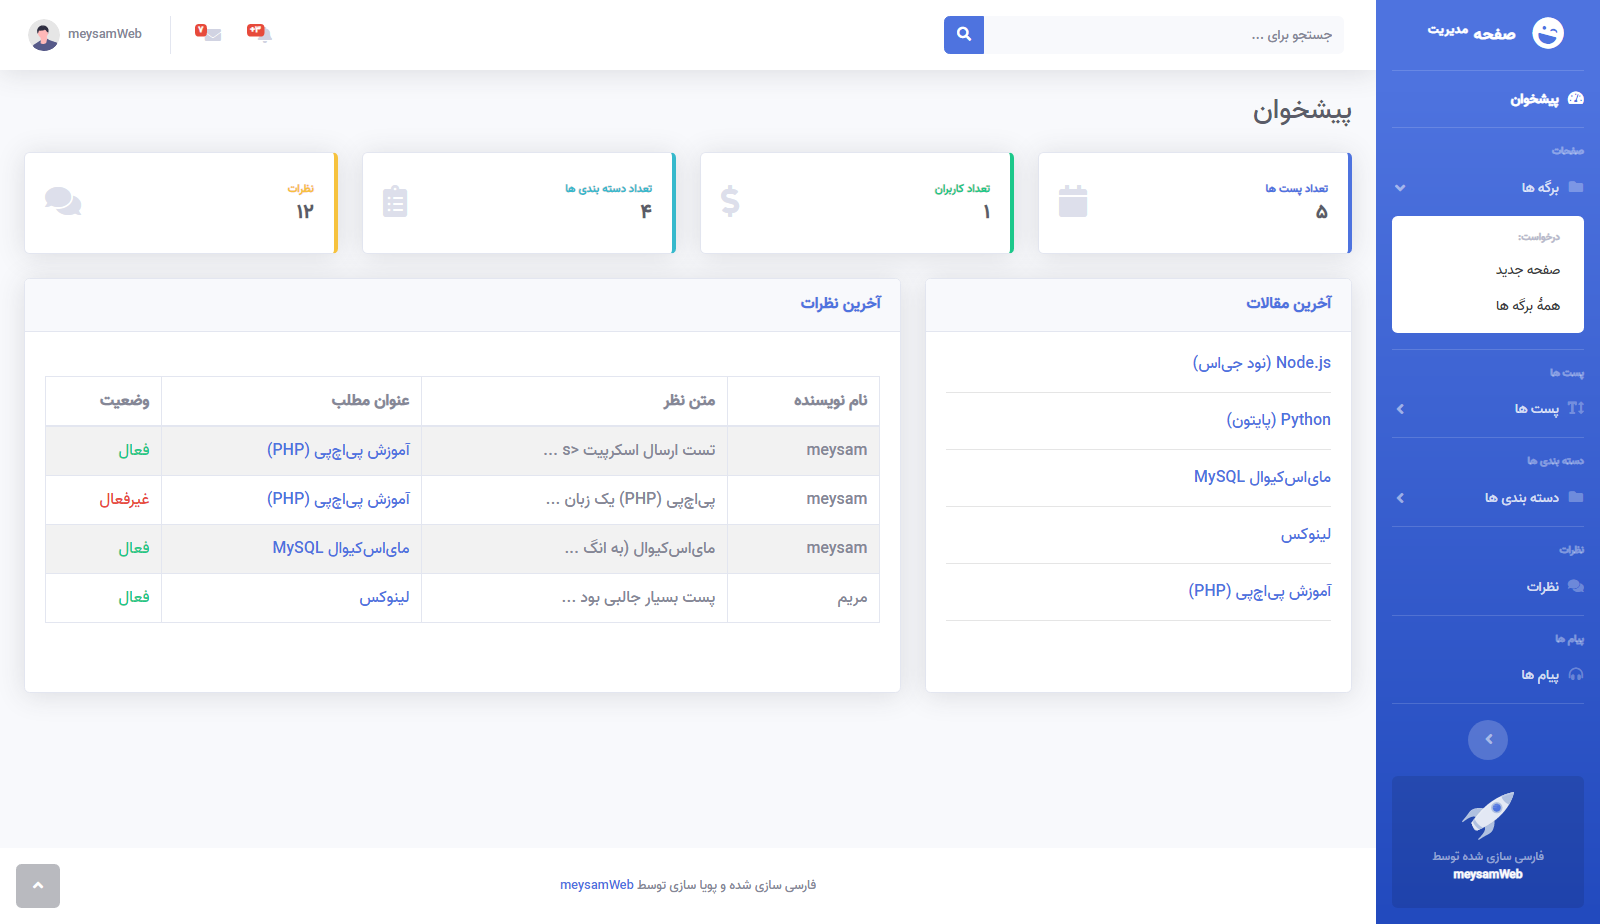 صفحه مدیریت
پیشخوان
صفحات
برگه ها
درخواست:
صفحه جدید
همهٔ برگه ها
پست ها
پست ها
دسته بندی ها
دسته بندی ها
نظرات
نظرات
پیام ها
پیام ها
فارسی سازی شده توسط
meysamWeb
جستجو برای ...
۳+
۷
meysamWeb
پیشخوان
تعداد پست ها
۵
تعداد کاربران
۱
تعداد دسته بندی ها
۴
نظرات
۱۲
آخرین مقالات
Node.js (نود جی‌اس)
Python (پایتون)
مای‌اس‌کیوال MySQL
لینوکس
آموزش پی‌اچ‌پی (PHP)
آخرین نظرات
نام نویسنده متن نظر عنوان مطلب وضعیت
meysam تست ارسال اسکریپت <s ... آموزش پی‌اچ‌پی (PHP) فعال
meysam پی‌اچ‌پی (PHP) یک زبان ... آموزش پی‌اچ‌پی (PHP) غیرفعال
meysam مای‌اس‌کیوال (به انگ ... مای‌اس‌کیوال MySQL فعال
مریم پست بسیار جالبی بود ... لینوکس فعال
فارسی سازی شده و پویا سازی توسط meysamWeb